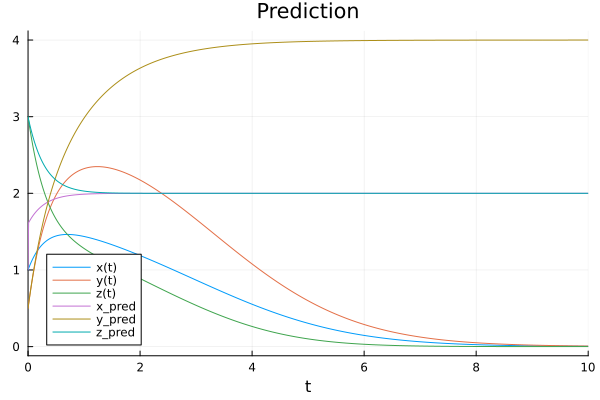 Prediction
4
3
2
1
0
x(t)
y(t)
z(t)
x_pred
y_pred
z_pred
0 2 4 6 8 10
t